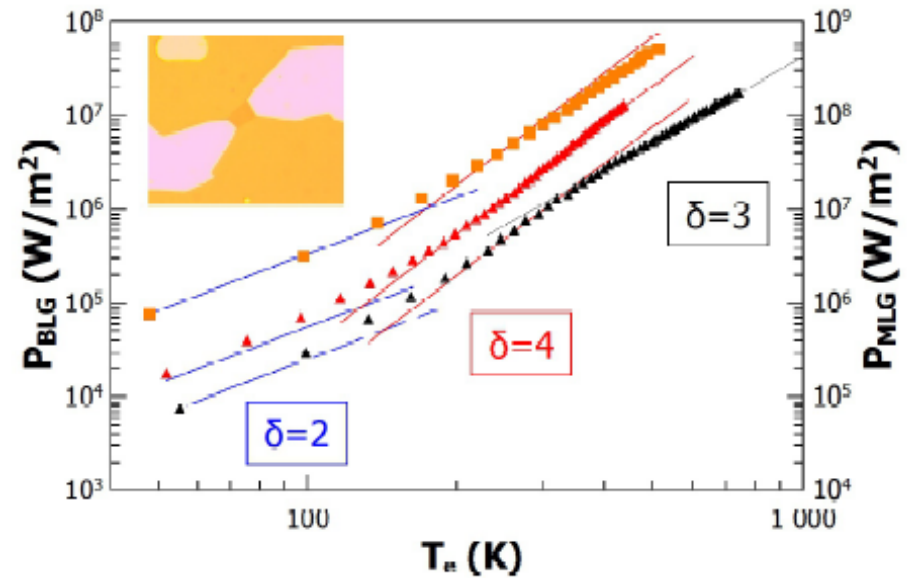 10⁸
10⁷
10⁶
10⁵
10⁴
10³
P_BLG (W/m²)
10⁹
10⁸
10⁷
10⁶
10⁵
10⁴
P_MLG (W/m²)
δ=3
δ=4
δ=2
100
1 000
T_e (K)